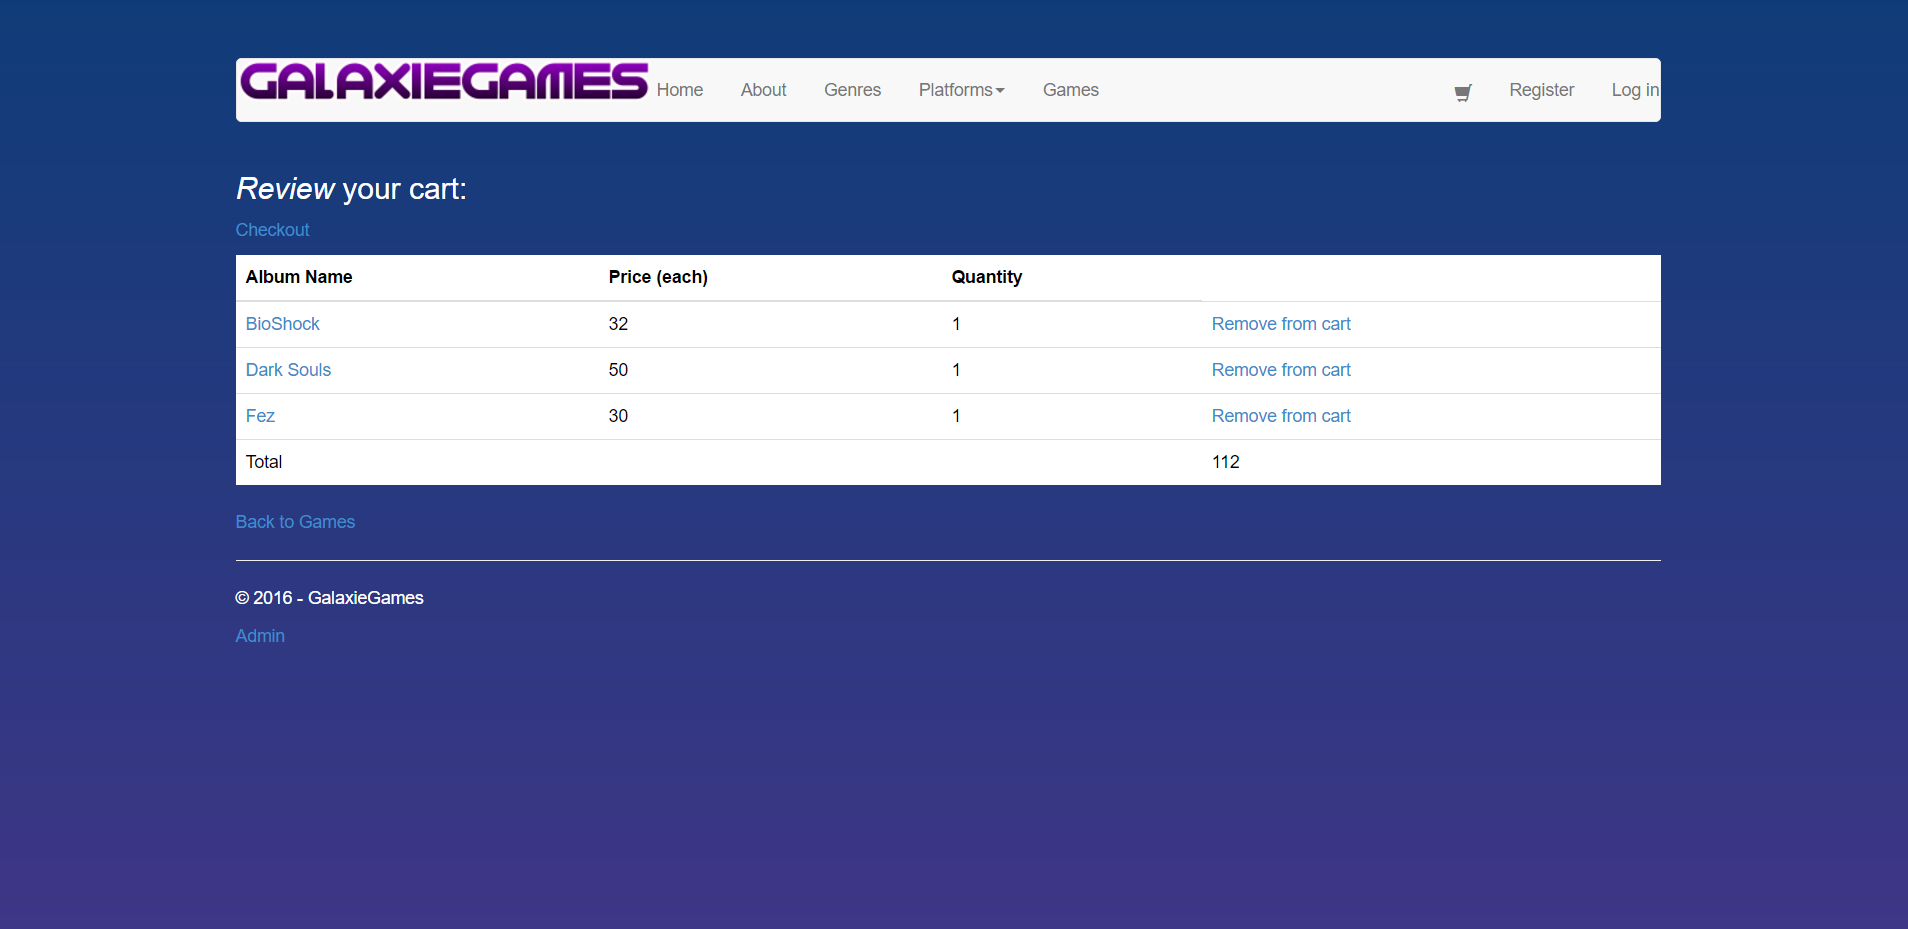 GALAXIEGAMES Home About Genres Platforms Games Register Log in
Review your cart:
Checkout
Album Name Price (each) Quantity
BioShock 32 1 Remove from cart
Dark Souls 50 1 Remove from cart
Fez 30 1 Remove from cart
Total 112
Back to Games
© 2016 - GalaxieGames
Admin